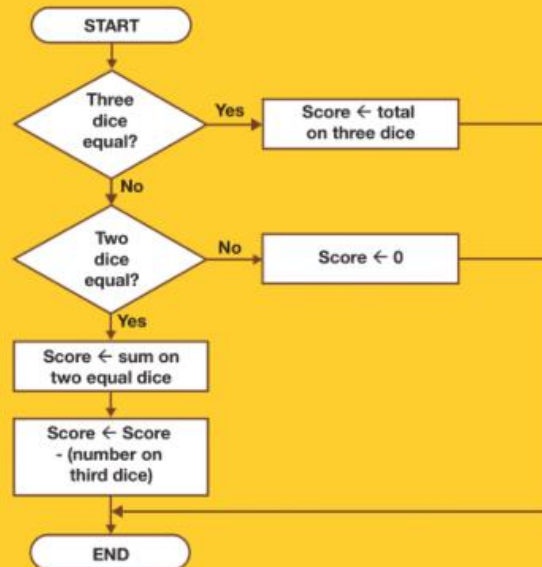 START
Three
dice
equal?
Yes
Score ← total
on three dice
No
Two
dice
equal?
No
Score ← 0
Yes
Score ← sum on
two equal dice
Score ← Score
- (number on
third dice)
END